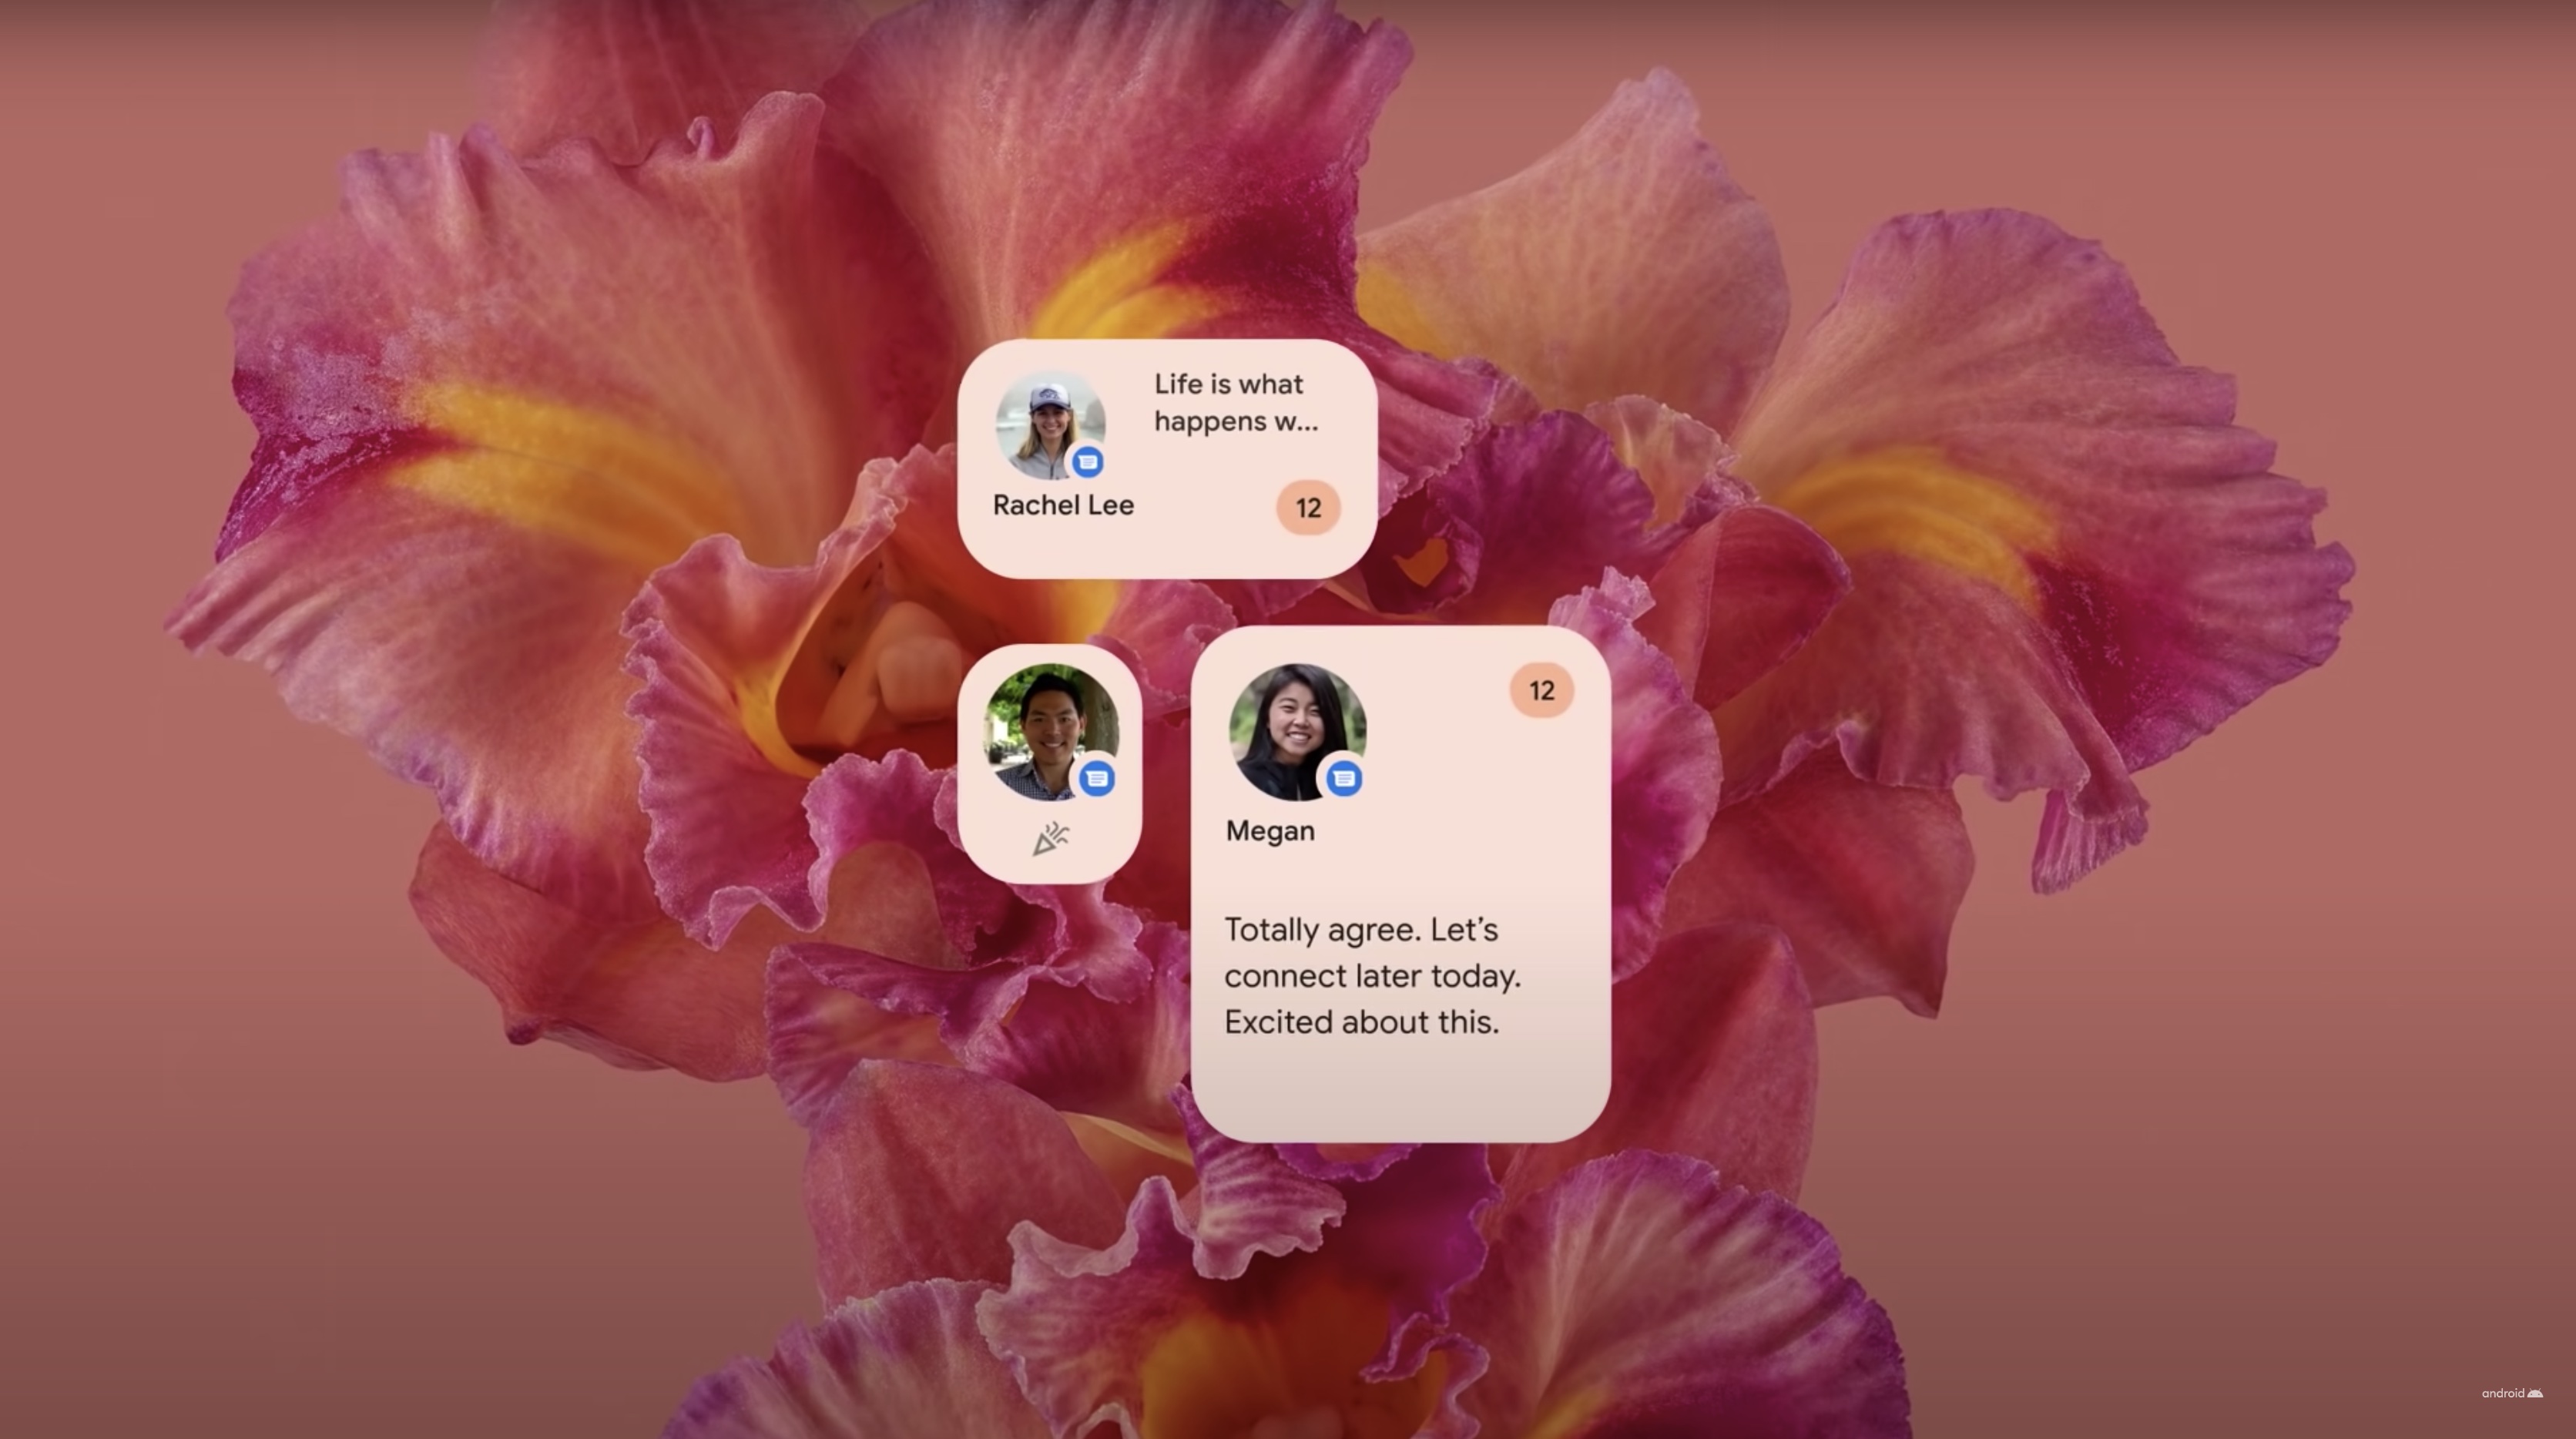 Life is what
happens w...
Rachel Lee
12
12
Megan
Totally agree. Let’s
connect later today.
Excited about this.
android